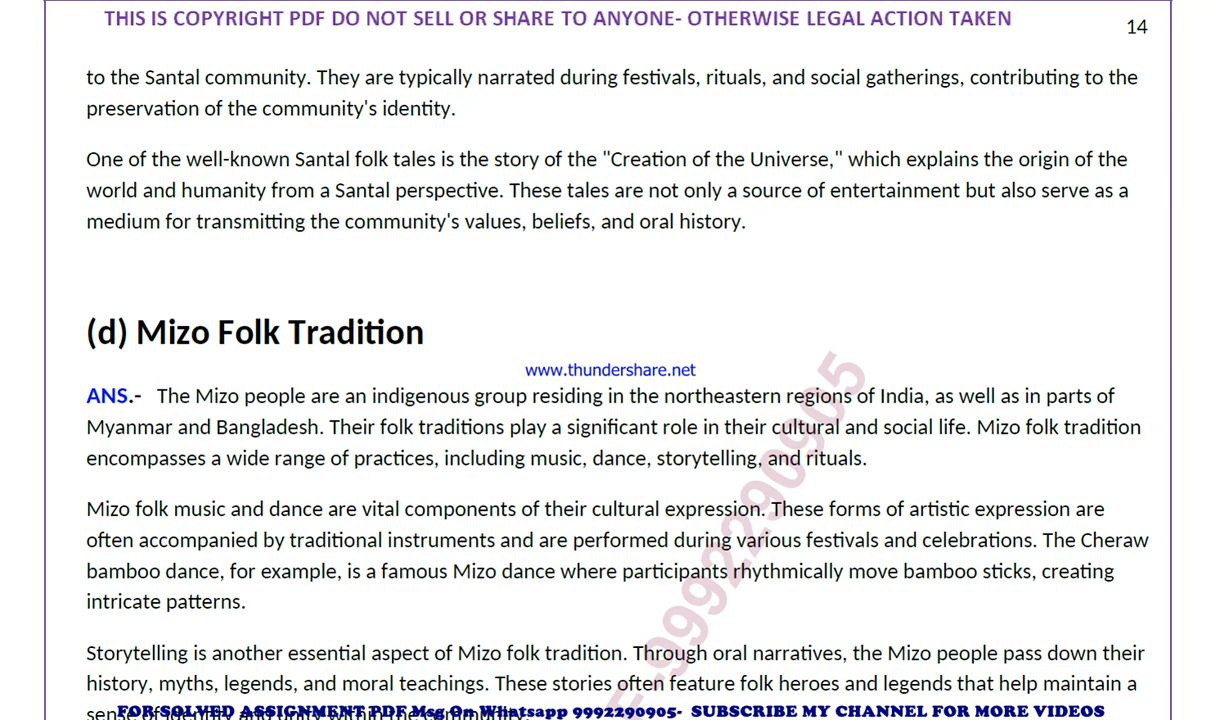 THIS IS COPYRIGHT PDF DO NOT SELL OR SHARE TO ANYONE- OTHERWISE LEGAL ACTION TAKEN
14
to the Santal community. They are typically narrated during festivals, rituals, and social gatherings, contributing to the
preservation of the community's identity.
One of the well-known Santal folk tales is the story of the "Creation of the Universe," which explains the origin of the
world and humanity from a Santal perspective. These tales are not only a source of entertainment but also serve as a
medium for transmitting the community's values, beliefs, and oral history.
(d) Mizo Folk Tradition
www.thundershare.net
ANS.- The Mizo people are an indigenous group residing in the northeastern regions of India, as well as in parts of
Myanmar and Bangladesh. Their folk traditions play a significant role in their cultural and social life. Mizo folk tradition
encompasses a wide range of practices, including music, dance, storytelling, and rituals.
Mizo folk music and dance are vital components of their cultural expression. These forms of artistic expression are
often accompanied by traditional instruments and are performed during various festivals and celebrations. The Cheraw
bamboo dance, for example, is a famous Mizo dance where participants rhythmically move bamboo sticks, creating
intricate patterns.
Storytelling is another essential aspect of Mizo folk tradition. Through oral narratives, the Mizo people pass down their
history, myths, legends, and moral teachings. These stories often feature folk heroes and legends that help maintain a
sense of identity and unity within the community.
FOR SOLVED ASSIGNMENT PDF Msg On Whatsapp 9992290905- SUBSCRIBE MY CHANNEL FOR MORE VIDEOS
-9992290905